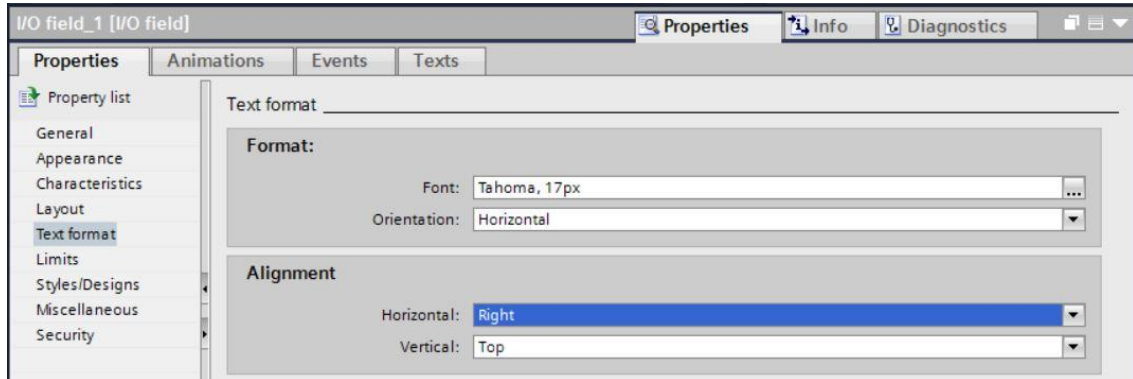 I/O field_1 [I/O field]
Properties Info Diagnostics
Properties Animations Events Texts
Property list
General
Appearance
Characteristics
Layout
Text format
Limits
Styles/Designs
Miscellaneous
Security
Text format
Format:
Font: Tahoma, 17px ...
Orientation: Horizontal
Alignment
Horizontal: Right
Vertical: Top